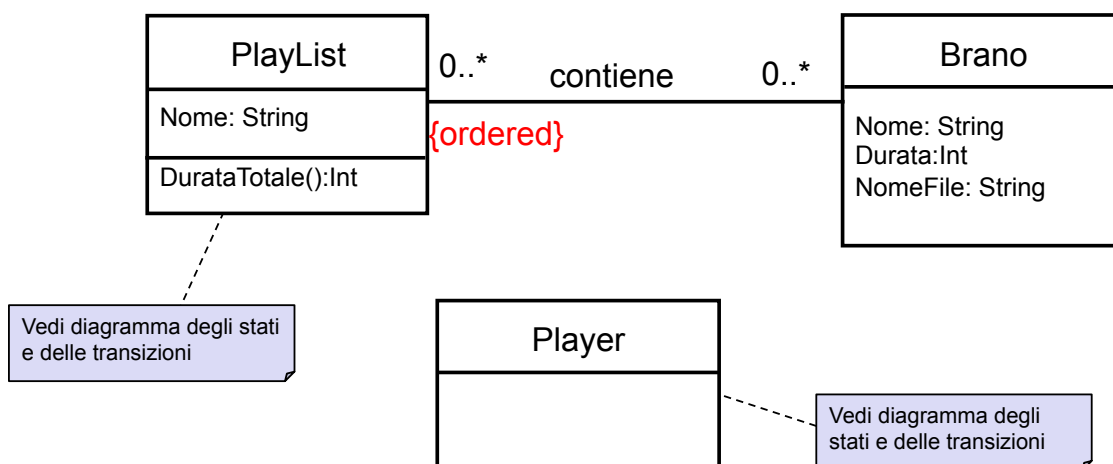 PlayList
Nome: String
DurataTotale():Int
0..*
contiene
0..*
{ordered}
Brano
Nome: String
Durata:Int
NomeFile: String
Vedi diagramma degli stati
e delle transizioni
Player
Vedi diagramma degli
stati e delle transizioni